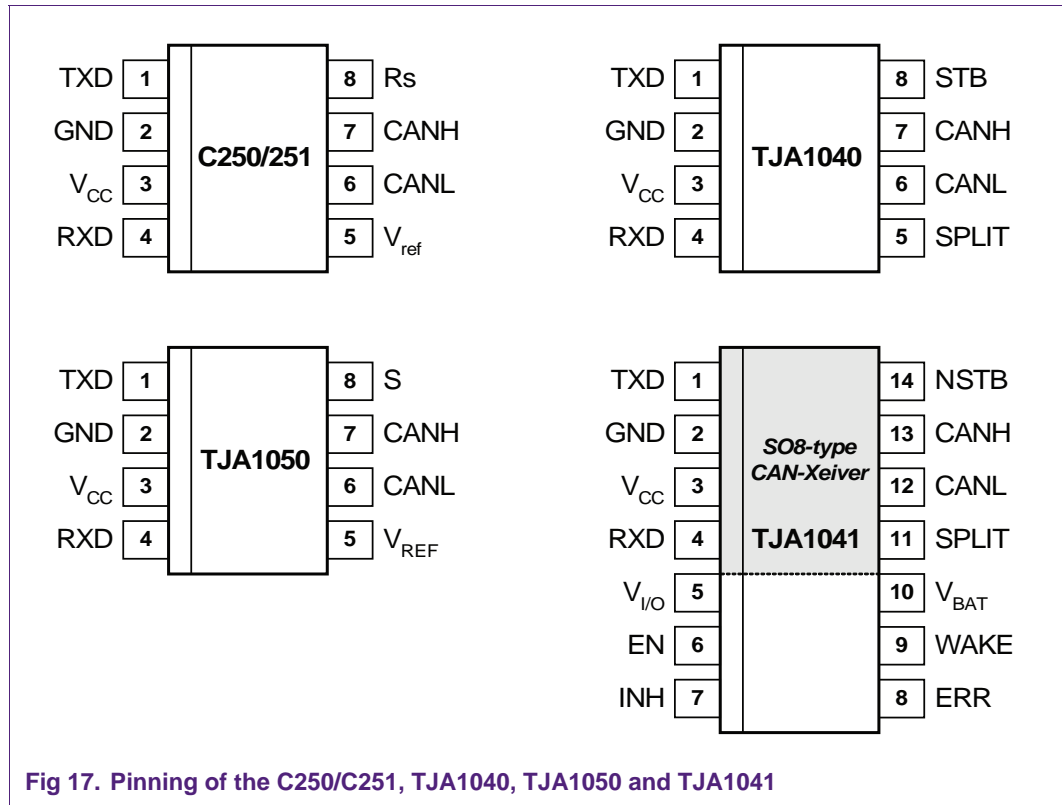 TXD 1 8 Rs
GND 2 7 CANH
C250/251
VCC 3 6 CANL
RXD 4 5 Vref
TXD 1 8 STB
GND 2 7 CANH
TJA1040
VCC 3 6 CANL
RXD 4 5 SPLIT
TXD 1 8 S
GND 2 7 CANH
TJA1050
VCC 3 6 CANL
RXD 4 5 VREF
TXD 1 14 NSTB
GND 2 13 CANH
SO8-type
CAN-Xeiver
VCC 3 12 CANL
RXD 4 TJA1041 11 SPLIT
VI/O 5 10 VBAT
EN 6 9 WAKE
INH 7 8 ERR
Fig 17. Pinning of the C250/C251, TJA1040, TJA1050 and TJA1041